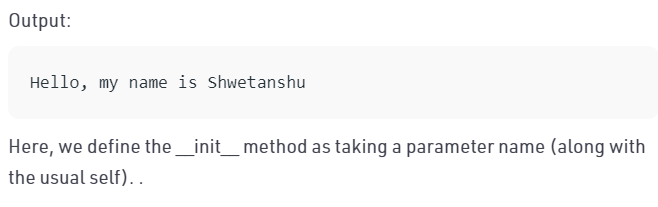 Output:
Hello, my name is Shwetanshu
Here, we define the __init__ method as taking a parameter name (along with
the usual self). .